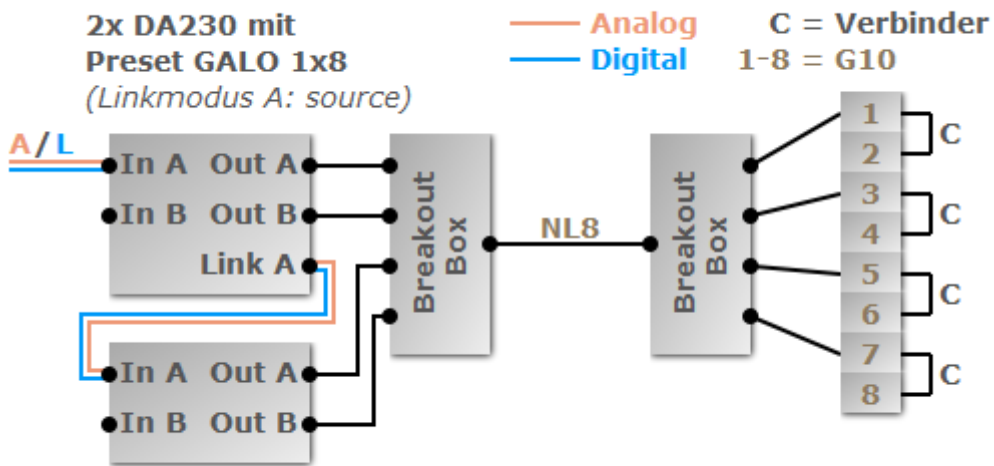 2x DA230 mit
Preset GALO 1x8
(Linkmodus A: source)
Analog
Digital
C = Verbinder
1-8 = G10
A / L
In A Out A
In B Out B
Link A
In A Out A
In B Out B
Breakout
Box
NL8
Breakout
Box
1
2
3
4
5
6
7
8
C
C
C
C